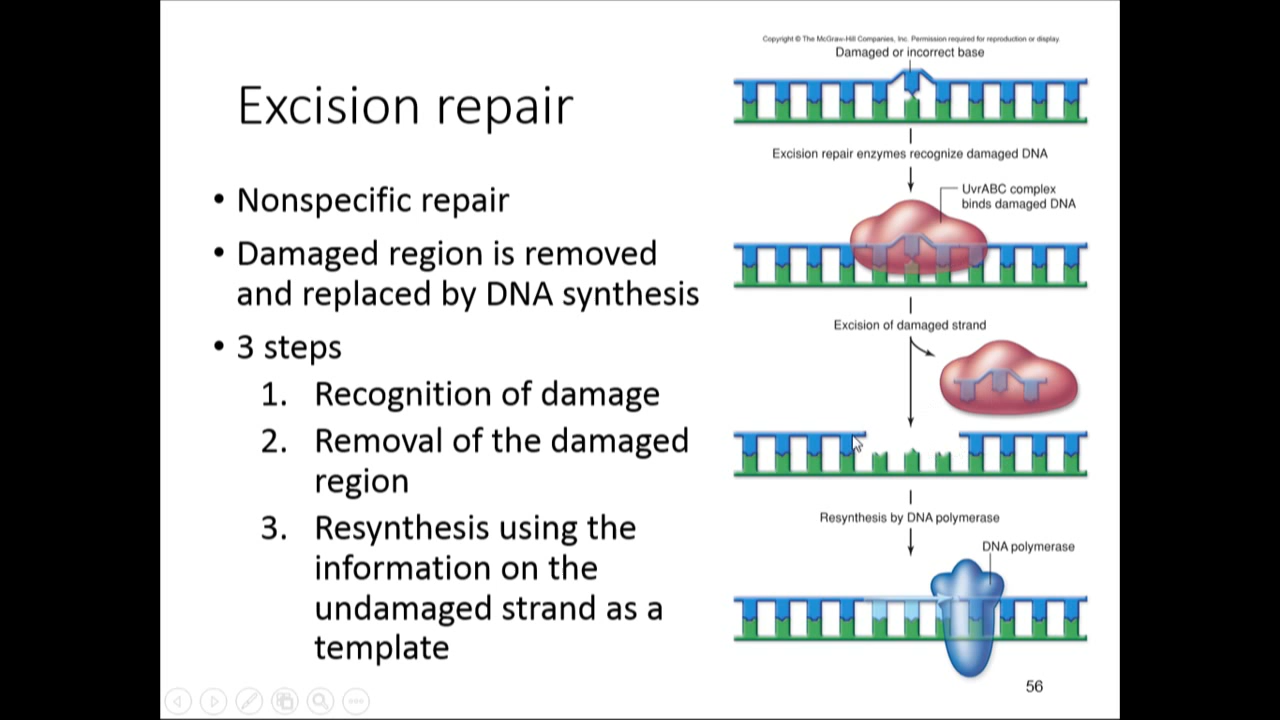 Excision repair
• Nonspecific repair
• Damaged region is removed
and replaced by DNA synthesis
• 3 steps
1. Recognition of damage
2. Removal of the damaged
region
3. Resynthesis using the
information on the
undamaged strand as a
template
Copyright © The McGraw-Hill Companies, Inc. Permission required for reproduction or display.
Damaged or incorrect base
Excision repair enzymes recognize damaged DNA
UvrABC complex
binds damaged DNA
Excision of damaged strand
Resynthesis by DNA polymerase
DNA polymerase
56